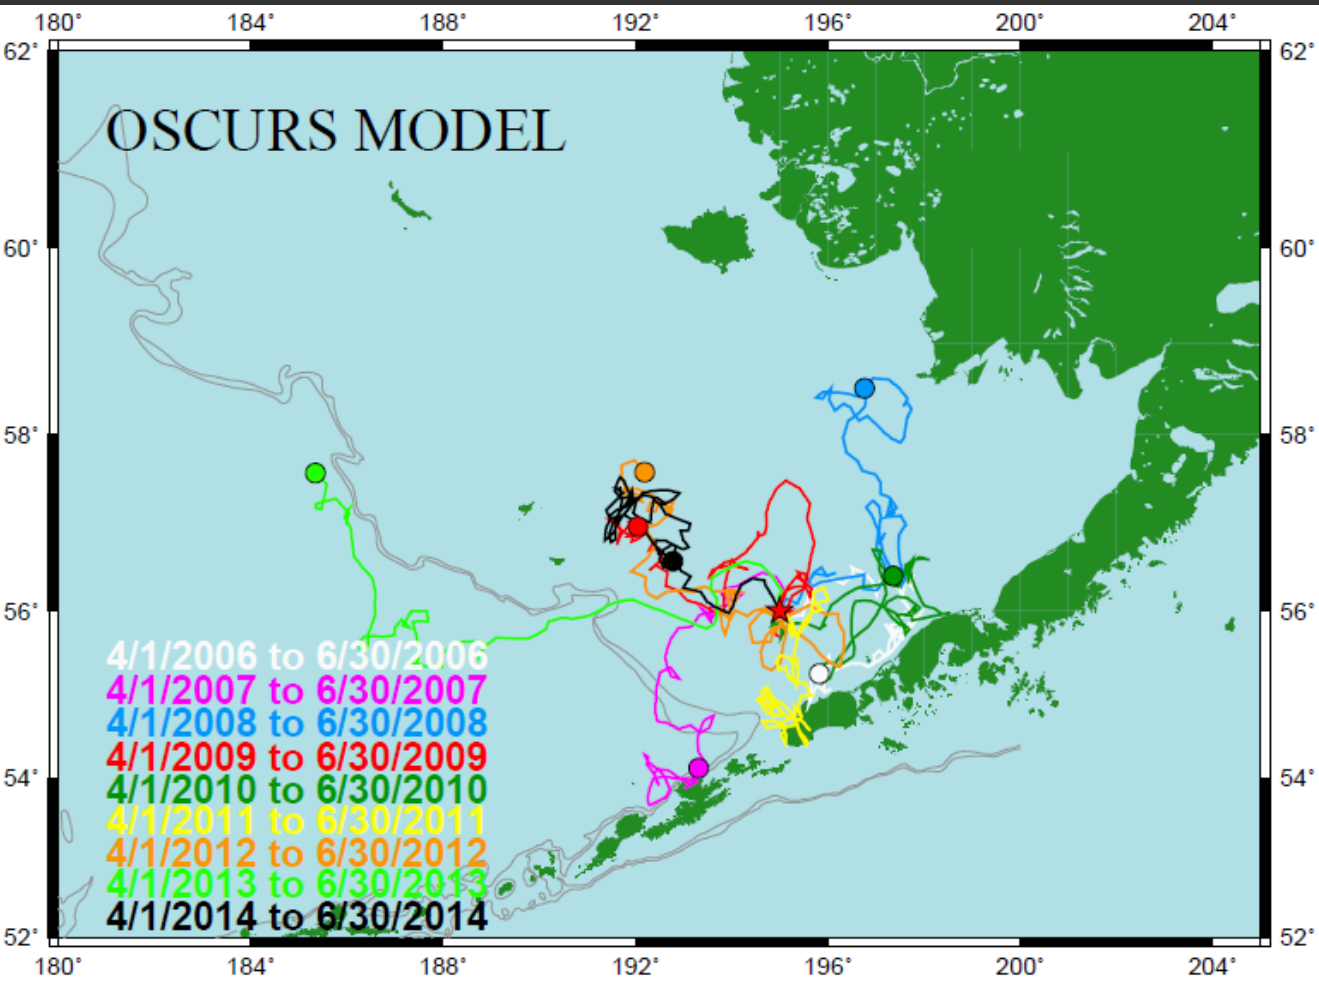 180° 184° 188° 192° 196° 200° 204°
62° 62°
OSCURS MODEL
60° 60°
58° 58°
56° 56°
4/1/2006 to 6/30/2006
4/1/2007 to 6/30/2007
4/1/2008 to 6/30/2008
4/1/2009 to 6/30/2009
54° 54°
4/1/2010 to 6/30/2010
4/1/2011 to 6/30/2011
4/1/2012 to 6/30/2012
4/1/2013 to 6/30/2013
4/1/2014 to 6/30/2014
52° 52°
180° 184° 188° 192° 196° 200° 204°